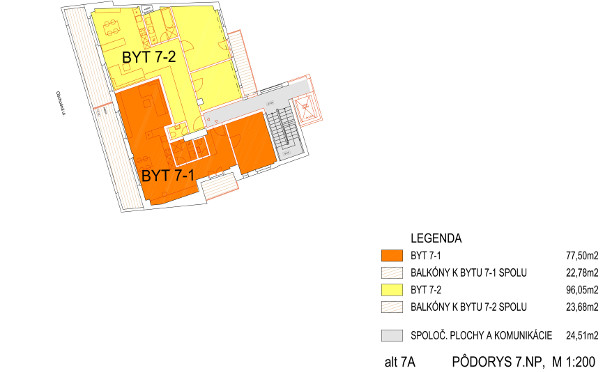 BYT 7-2
Obchodná ul.
BYT 7-1
LEGENDA
BYT 7-1 77,50m2
BALKÓNY K BYTU 7-1 SPOLU 22,78m2
BYT 7-2 96,05m2
BALKÓNY K BYTU 7-2 SPOLU 23,68m2
SPOLOČ. PLOCHY A KOMUNIKÁCIE 24,51m2
alt 7A PÔDORYS 7.NP, M 1:200